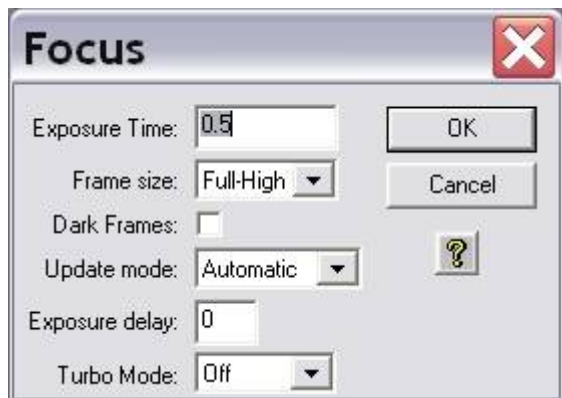 Focus
Exposure Time: 0.5 OK
Frame size: Full-High Cancel
Dark Frames:
Update mode: Automatic ?
Exposure delay: 0
Turbo Mode: Off